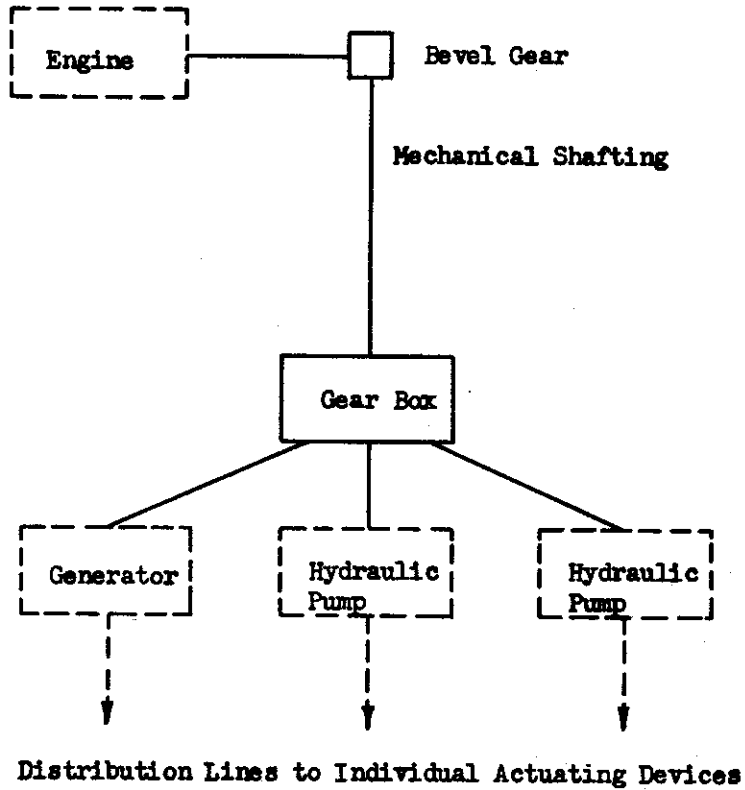 Engine
Bevel Gear
Mechanical Shafting
Gear Box
Generator
Hydraulic
Pump
Hydraulic
Pump
Distribution Lines to Individual Actuating Devices